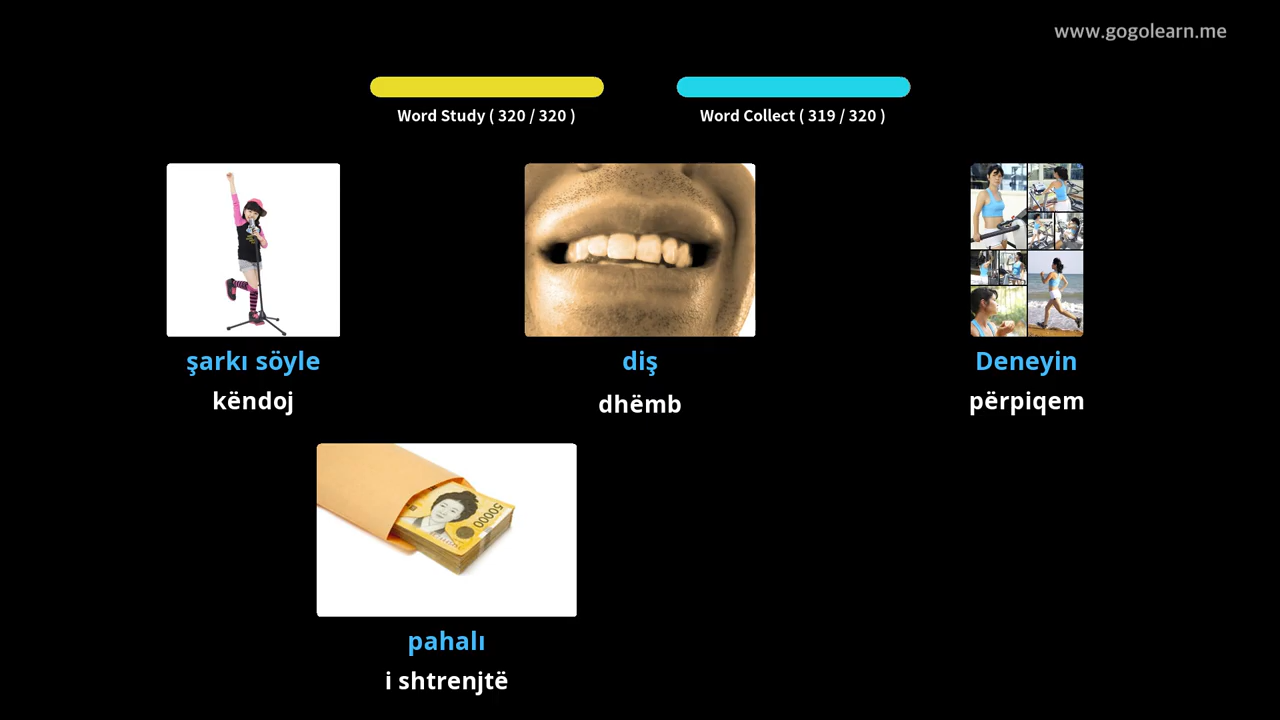 www.gogolearn.me
Word Study ( 320 / 320 )
Word Collect ( 319 / 320 )
şarkı söyle
këndoj
diş
dhëmb
Deneyin
përpiqem
50000
pahalı
i shtrenjtë